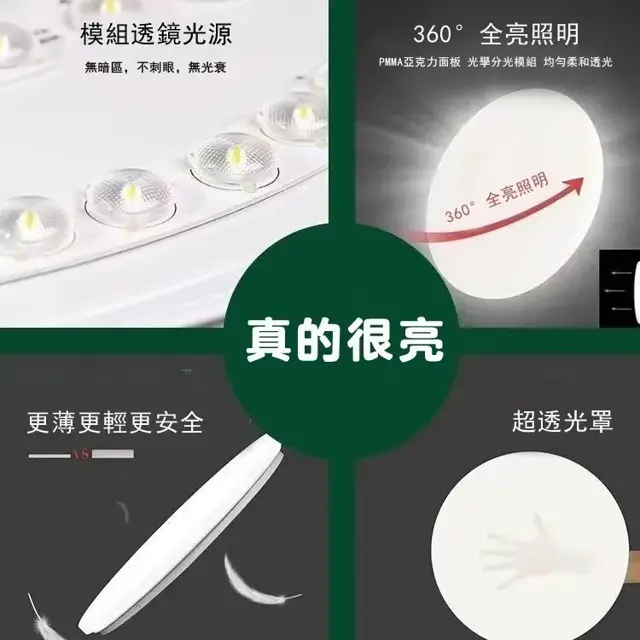 模組透鏡光源
無暗區，不刺眼，無光衰
360° 全亮照明
PMMA亞克力面板 光學分光模組 均勻柔和透光
360° 全亮照明
真的很亮
更薄更輕更安全
VS
超透光罩